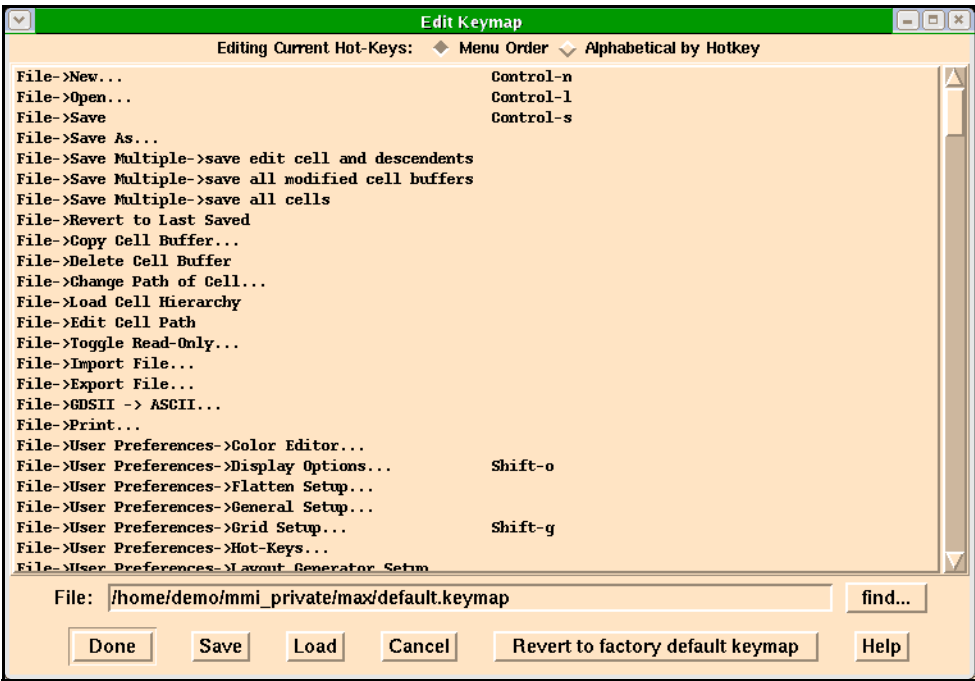 Edit Keymap
Editing Current Hot-Keys: Menu Order Alphabetical by Hotkey
File->New... Control-n
File->Open... Control-l
File->Save Control-s
File->Save As...
File->Save Multiple->save edit cell and descendents
File->Save Multiple->save all modified cell buffers
File->Save Multiple->save all cells
File->Revert to Last Saved
File->Copy Cell Buffer...
File->Delete Cell Buffer
File->Change Path of Cell...
File->Load Cell Hierarchy
File->Edit Cell Path
File->Toggle Read-Only...
File->Import File...
File->Export File...
File->GDSII -> ASCII...
File->Print...
File->User Preferences->Color Editor...
File->User Preferences->Display Options... Shift-o
File->User Preferences->Flatten Setup...
File->User Preferences->General Setup...
File->User Preferences->Grid Setup... Shift-g
File->User Preferences->Hot-Keys...
File->User Preferences->Layout Generator Setup
File: /home/demo/mmi_private/max/default.keymap find...
Done Save Load Cancel Revert to factory default keymap Help